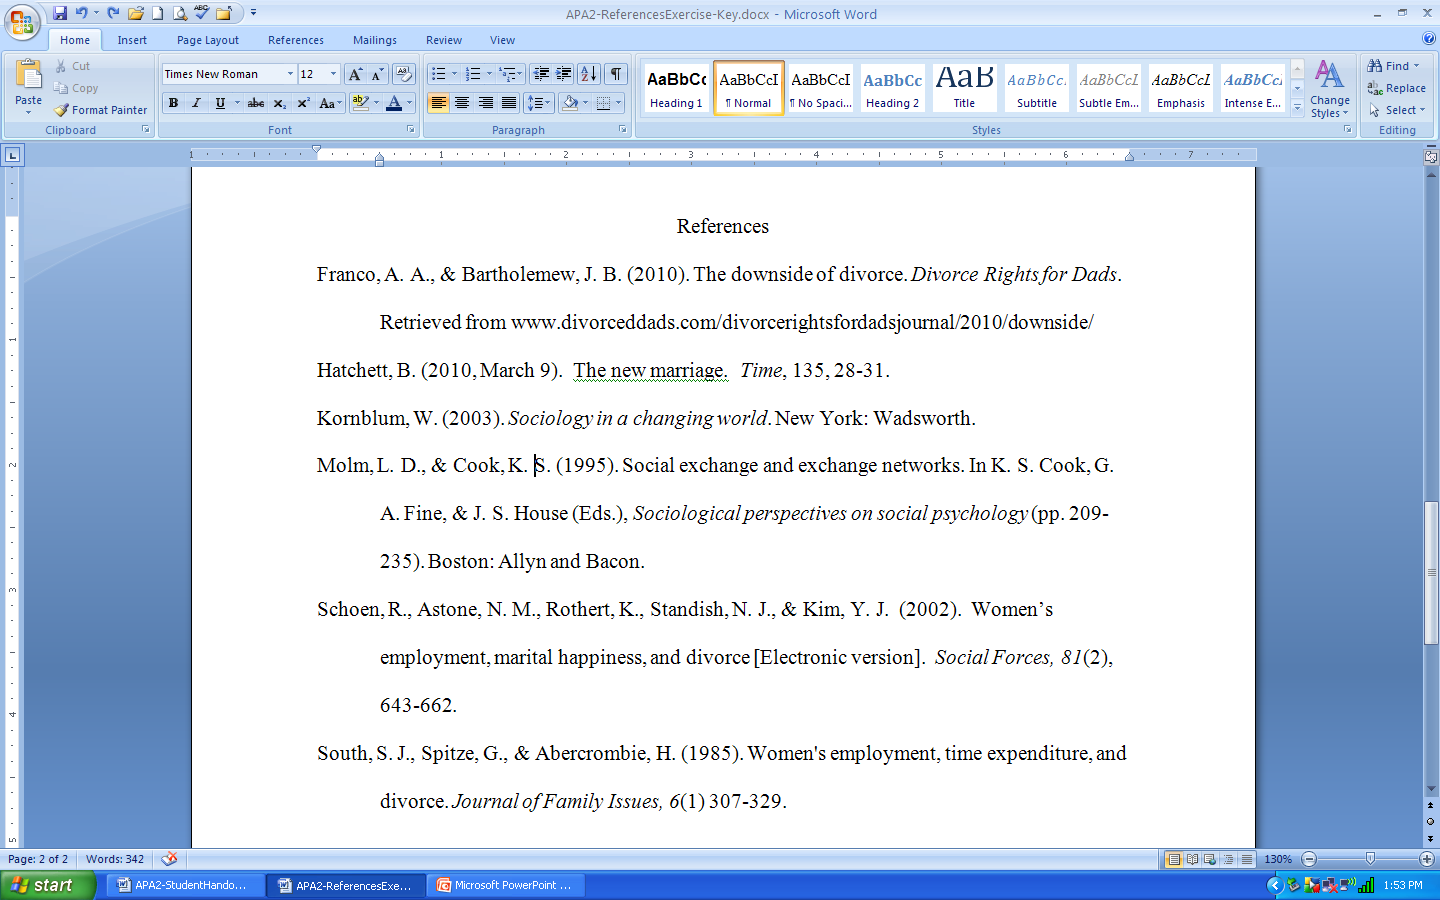 APA2-ReferencesExercise-Key.docx - Microsoft Word
Home Insert Page Layout References Mailings Review View
Paste
Cut
Copy
Format Painter
Clipboard
Times New Roman 12
Font
Paragraph
AaBbCc AaBbCcI AaBbCcI AaBbCc AaB AaBbCc. AaBbCcI AaBbCcI AaBbCcI
Heading 1 ¶ Normal ¶ No Spaci... Heading 2 Title Subtitle Subtle Em... Emphasis Intense E...
Change Styles
Styles
Find
Replace
Select
Editing
References
Franco, A. A., & Bartholemew, J. B. (2010). The downside of divorce. Divorce Rights for Dads.
Retrieved from www.divorceddads.com/divorcerightsfordadsjournal/2010/downside/
Hatchett, B. (2010, March 9). The new marriage. Time, 135, 28-31.
Kornblum, W. (2003). Sociology in a changing world. New York: Wadsworth.
Molm, L. D., & Cook, K. S. (1995). Social exchange and exchange networks. In K. S. Cook, G.
A. Fine, & J. S. House (Eds.), Sociological perspectives on social psychology (pp. 209-
235). Boston: Allyn and Bacon.
Schoen, R., Astone, N. M., Rothert, K., Standish, N. J., & Kim, Y. J. (2002). Women’s
employment, marital happiness, and divorce [Electronic version]. Social Forces, 81(2),
643-662.
South, S. J., Spitze, G., & Abercrombie, H. (1985). Women's employment, time expenditure, and
divorce. Journal of Family Issues, 6(1) 307-329.
Page: 2 of 2 Words: 342 130%
start APA2-StudentHando... APA2-ReferencesExe... Microsoft PowerPoint ... 1:53 PM